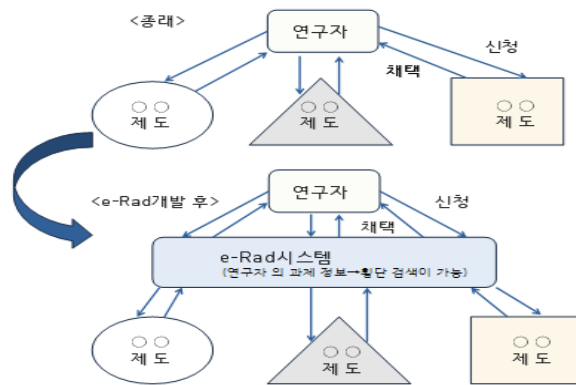 <종래>
연구자
신청
채택
○ ○
제 도
○ ○
제 도
○ ○
제 도
<e-Rad개발 후>
연구자
신청
채택
e-Rad시스템
(연구자 의 과제 정보→횡단 검색이 가능)
○ ○
제 도
○ ○
제 도
○ ○
제 도